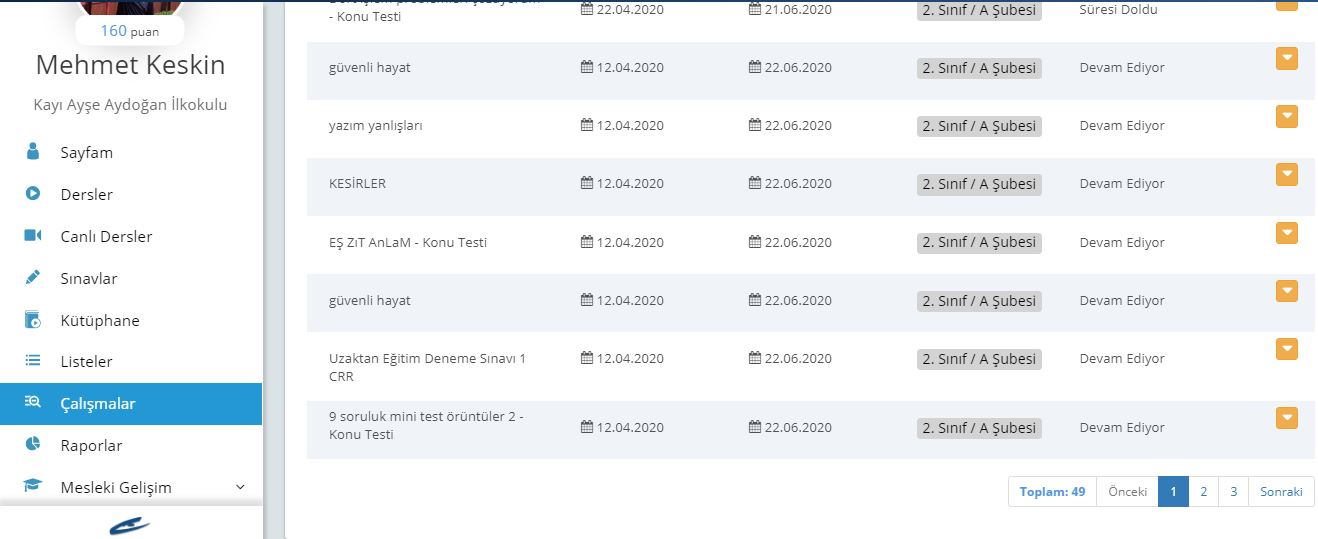 160 puan
Mehmet Keskin
Kayı Ayşe Aydoğan İlkokulu
Sayfam
Dersler
Canlı Dersler
Sınavlar
Kütüphane
Listeler
Çalışmalar
Raporlar
Mesleki Gelişim
- Konu Testi 22.04.2020 21.06.2020 2. Sınıf / A Şubesi Süresi Doldu
güvenli hayat 12.04.2020 22.06.2020 2. Sınıf / A Şubesi Devam Ediyor
yazım yanlışları 12.04.2020 22.06.2020 2. Sınıf / A Şubesi Devam Ediyor
KESİRLER 12.04.2020 22.06.2020 2. Sınıf / A Şubesi Devam Ediyor
EŞ ZıT AnLaM - Konu Testi 12.04.2020 22.06.2020 2. Sınıf / A Şubesi Devam Ediyor
güvenli hayat 12.04.2020 22.06.2020 2. Sınıf / A Şubesi Devam Ediyor
Uzaktan Eğitim Deneme Sınavı 1 12.04.2020 22.06.2020 2. Sınıf / A Şubesi Devam Ediyor
CRR
9 soruluk mini test örüntüler 2 -
Konu Testi 12.04.2020 22.06.2020 2. Sınıf / A Şubesi Devam Ediyor
Toplam: 49 Önceki 1 2 3 Sonraki